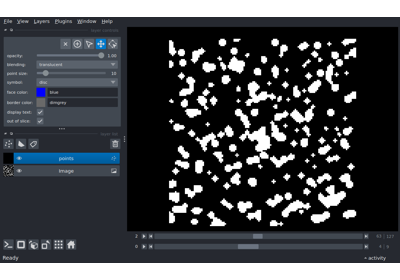 File View Layers Plugins Window Help
opacity: 1.00
blending: translucent
point size: 10
symbol: disc
face color: blue
border color: dimgrey
display text:
out of slice:
points
image
2
0
Ready
activity